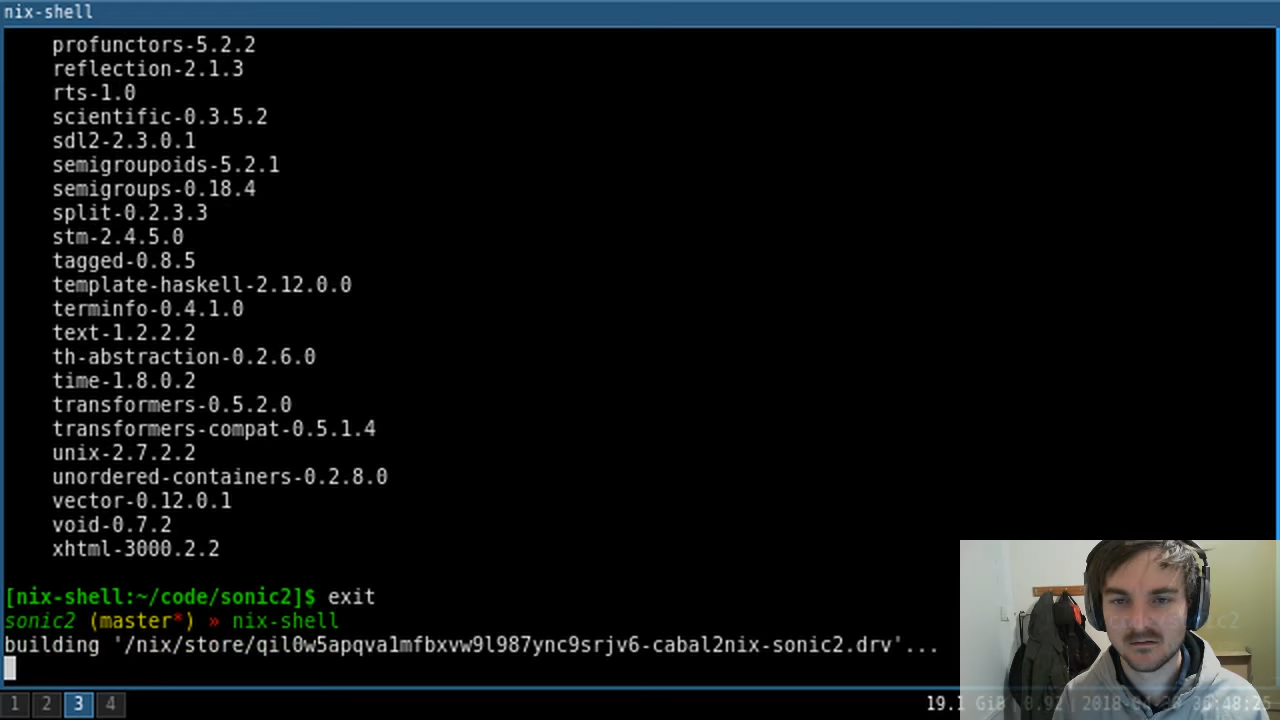 nix-shell
profunctors-5.2.2
reflection-2.1.3
rts-1.0
scientific-0.3.5.2
sdl2-2.3.0.1
semigroupoids-5.2.1
semigroups-0.18.4
split-0.2.3.3
stm-2.4.5.0
tagged-0.8.5
template-haskell-2.12.0.0
terminfo-0.4.1.0
text-1.2.2.2
th-abstraction-0.2.6.0
time-1.8.0.2
transformers-0.5.2.0
transformers-compat-0.5.1.4
unix-2.7.2.2
unordered-containers-0.2.8.0
vector-0.12.0.1
void-0.7.2
xhtml-3000.2.2
[nix-shell:~/code/sonic2]$ exit
sonic2 (master*) » nix-shell
building '/nix/store/qil0w5apqva1mfbxvw9l987ync9srjv6-cabal2nix-sonic2.drv'...
1 2 3 4 19.1 GiB | 0.92 |